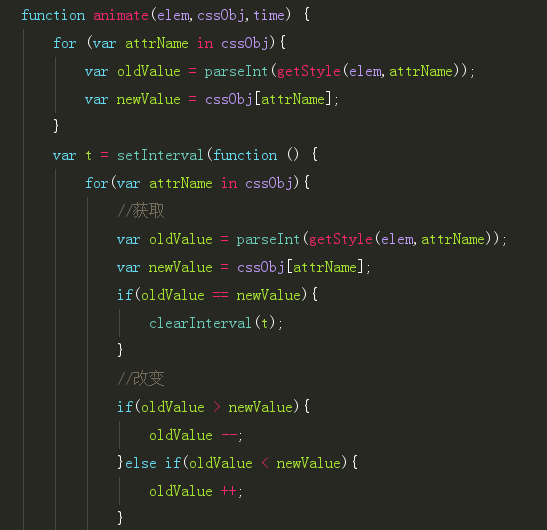 function animate(elem,cssObj,time) {
for (var attrName in cssObj){
var oldValue = parseInt(getStyle(elem,attrName));
var newValue = cssObj[attrName];
}
var t = setInterval(function () {
for(var attrName in cssObj){
//获取
var oldValue = parseInt(getStyle(elem,attrName));
var newValue = cssObj[attrName];
if(oldValue == newValue){
clearInterval(t);
}
//改变
if(oldValue > newValue){
oldValue --;
}else if(oldValue < newValue){
oldValue ++;
}